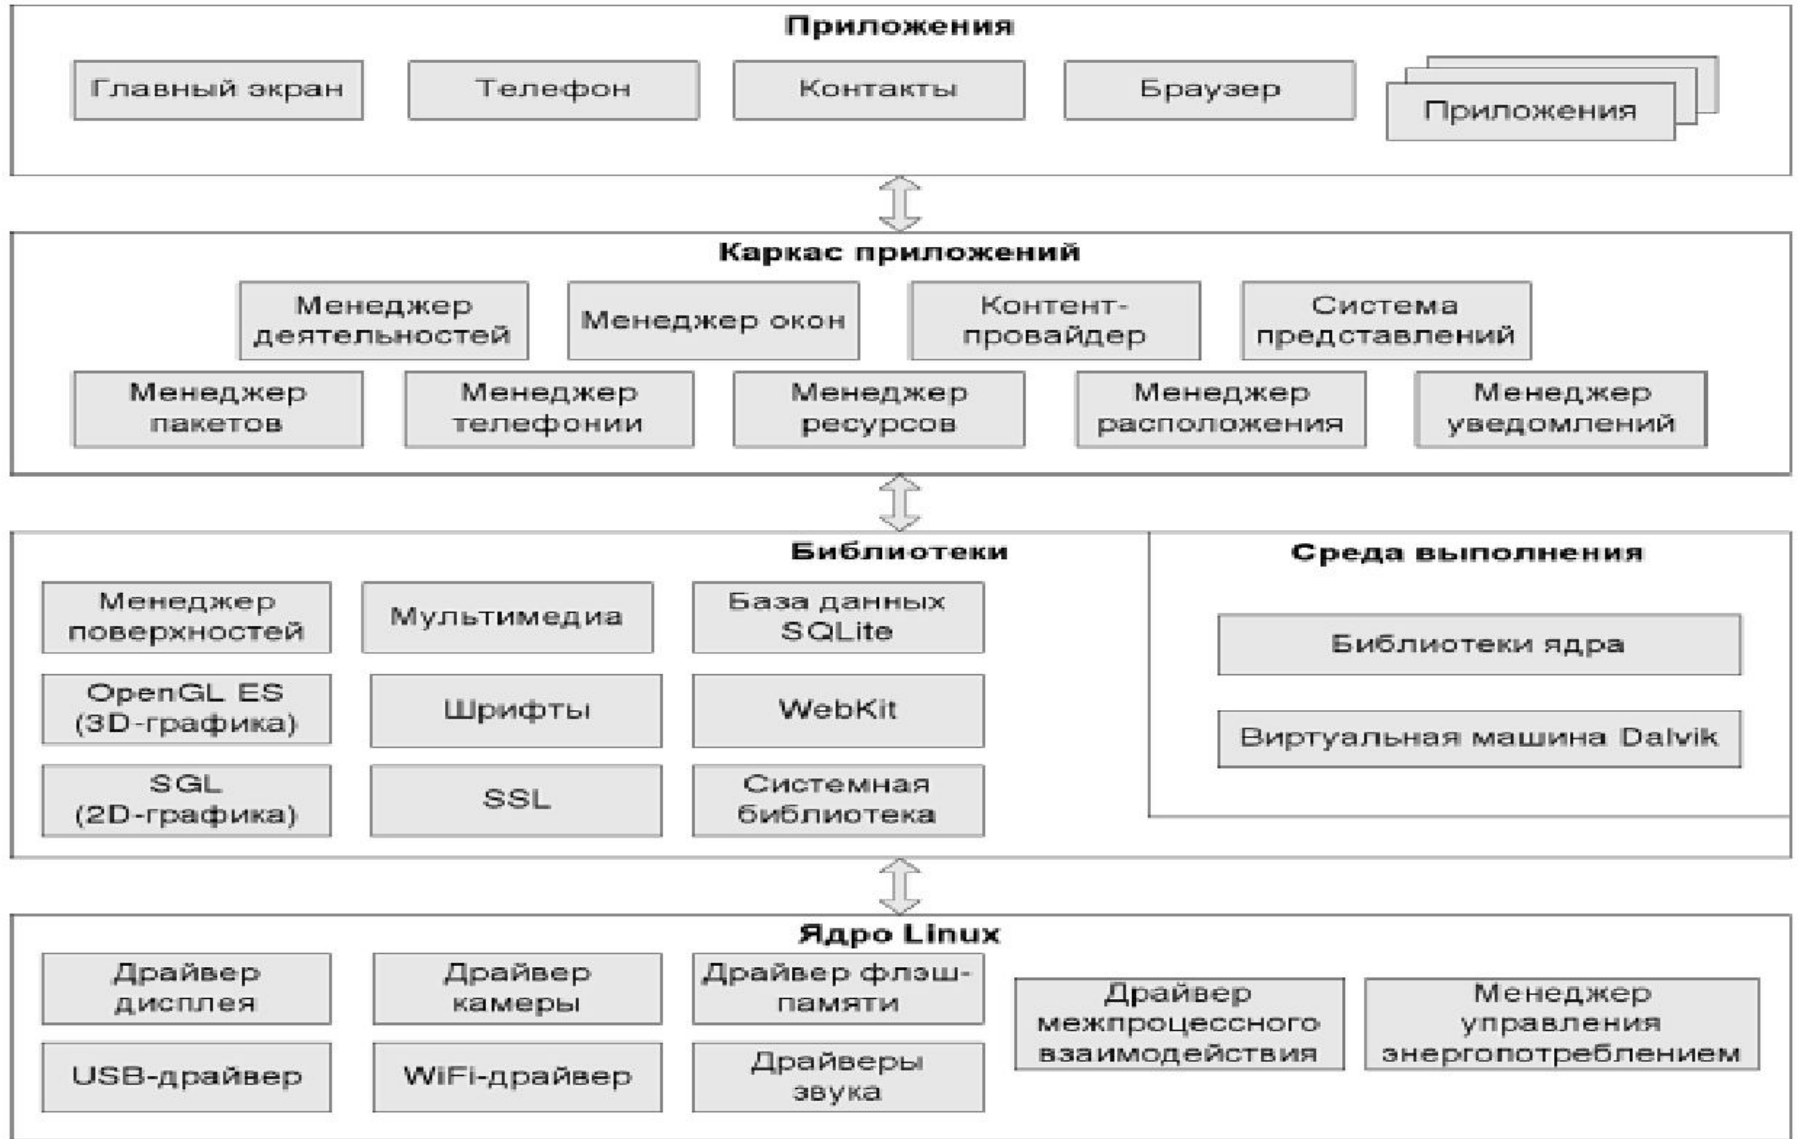 Приложения
Главный экран
Телефон
Контакты
Браузер
Приложения
Каркас приложений
Менеджер
деятельностей
Менеджер окон
Контент-
провайдер
Система
представлений
Менеджер
пакетов
Менеджер
телефонии
Менеджер
ресурсов
Менеджер
расположения
Менеджер
уведомлений
Библиотеки
Менеджер
поверхностей
Мультимедиа
База данных
SQLite
OpenGL ES
(3D-графика)
Шрифты
WebKit
SGL
(2D-графика)
SSL
Системная
библиотека
Среда выполнения
Библиотеки ядра
Виртуальная машина Dalvik
Ядро Linux
Драйвер
дисплея
Драйвер
камеры
Драйвер флэш-
памяти
Драйвер
межпроцессного
взаимодействия
Менеджер
управления
энергопотреблением
USB-драйвер
WiFi-драйвер
Драйверы
звука